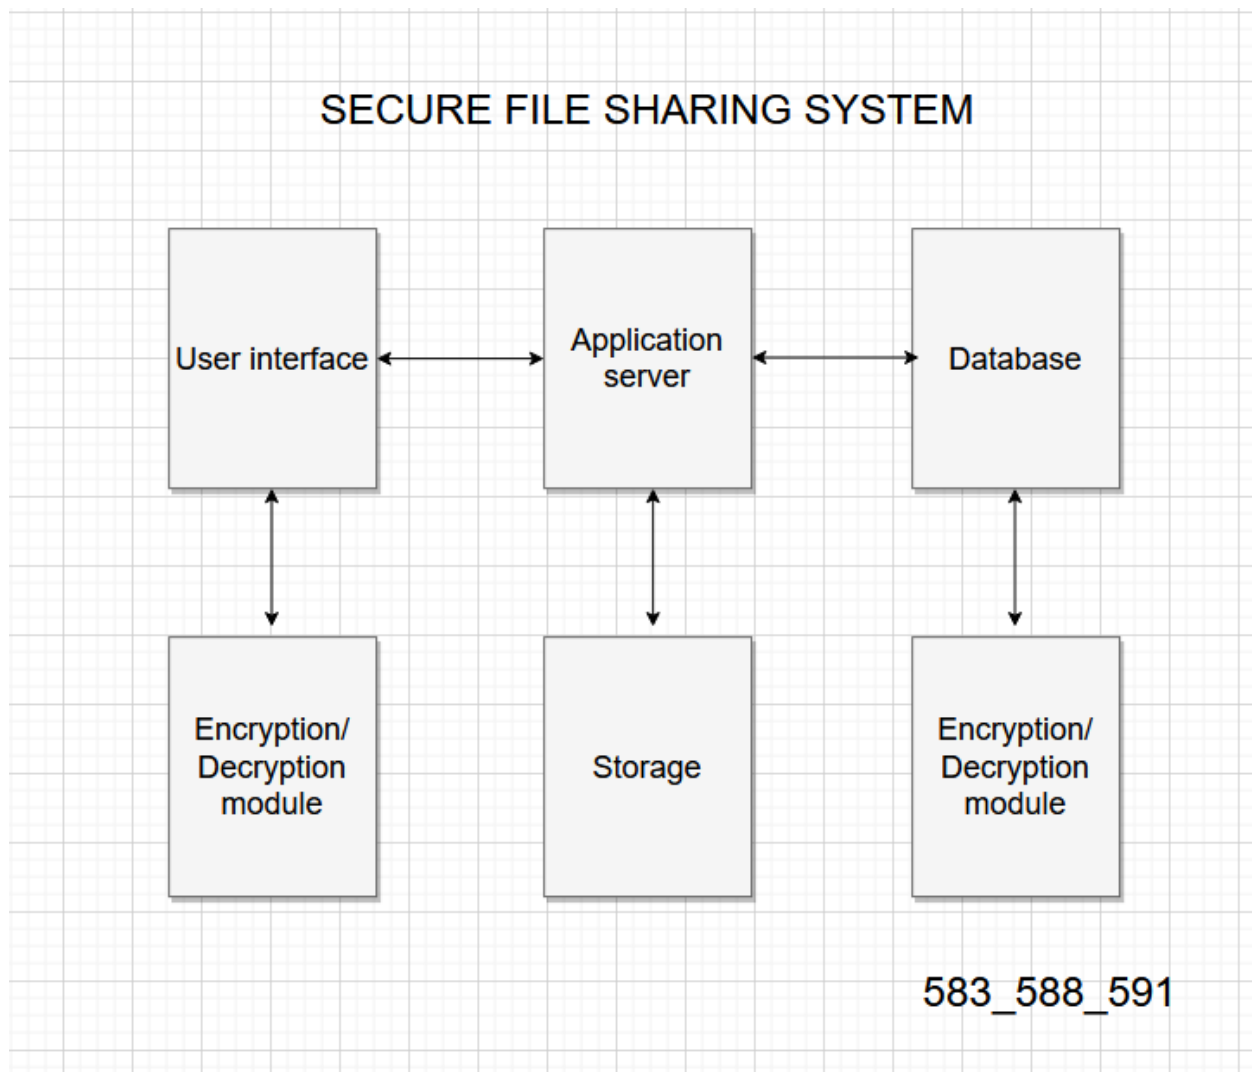 SECURE FILE SHARING SYSTEM
User interface
Application
server
Database
Encryption/
Decryption
module
Storage
Encryption/
Decryption
module
583_588_591